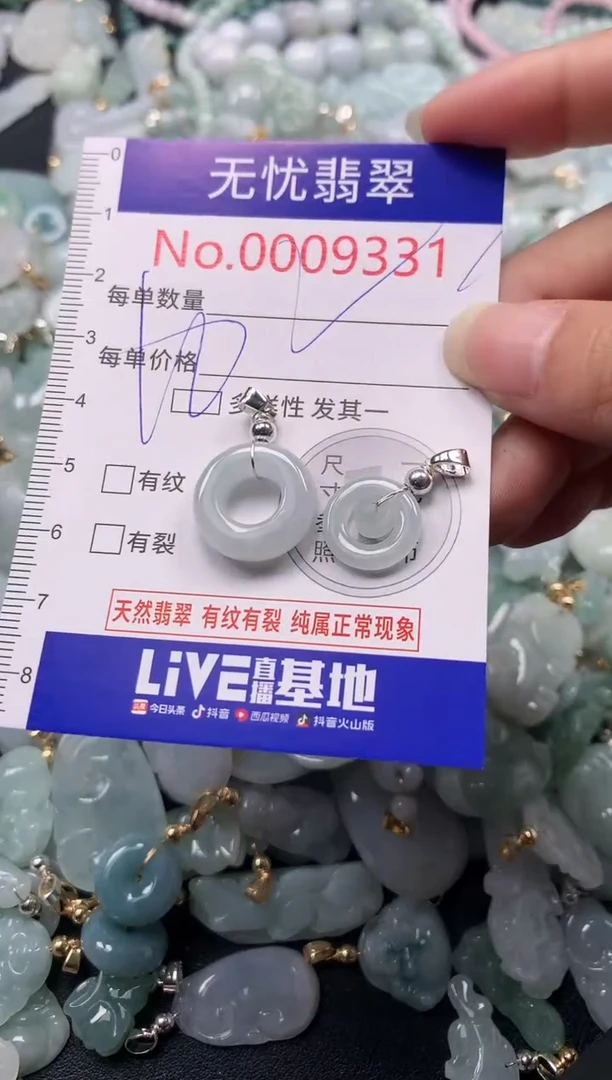 0
无忧翡翠
1
No.0009331
2
每单数量
3
每单价格
4
发其一
5
有纹
尺
寸
6
有裂
照
7
天然翡翠 有纹有裂 纯属正常现象
8
LiVE直播基地
今日头条 抖音 西瓜视频 抖音火山版